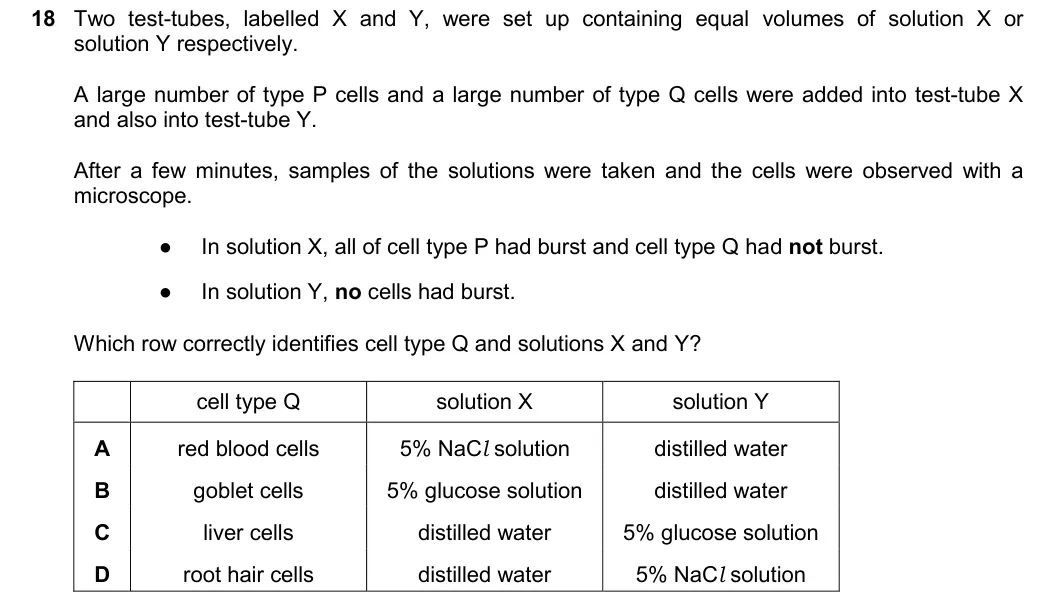 18 Two test-tubes, labelled X and Y, were set up containing equal volumes of solution X or
solution Y respectively.
A large number of type P cells and a large number of type Q cells were added into test-tube X
and also into test-tube Y.
After a few minutes, samples of the solutions were taken and the cells were observed with a
microscope.
● In solution X, all of cell type P had burst and cell type Q had not burst.
● In solution Y, no cells had burst.
Which row correctly identifies cell type Q and solutions X and Y?
cell type Q solution X solution Y
A red blood cells 5% NaCl solution distilled water
B goblet cells 5% glucose solution distilled water
C liver cells distilled water 5% glucose solution
D root hair cells distilled water 5% NaCl solution